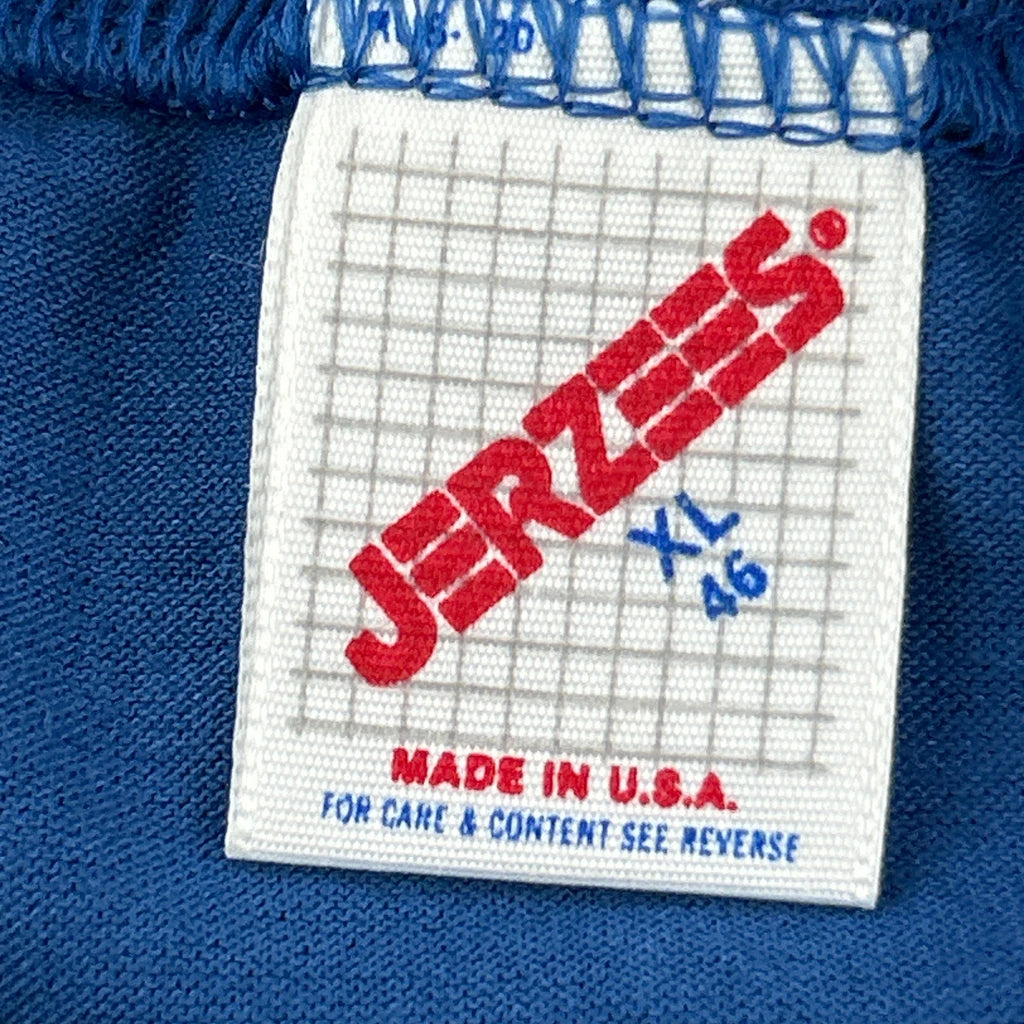 JERZEES
XL
46
MADE IN U.S.A.
FOR CARE & CONTENT SEE REVERSE